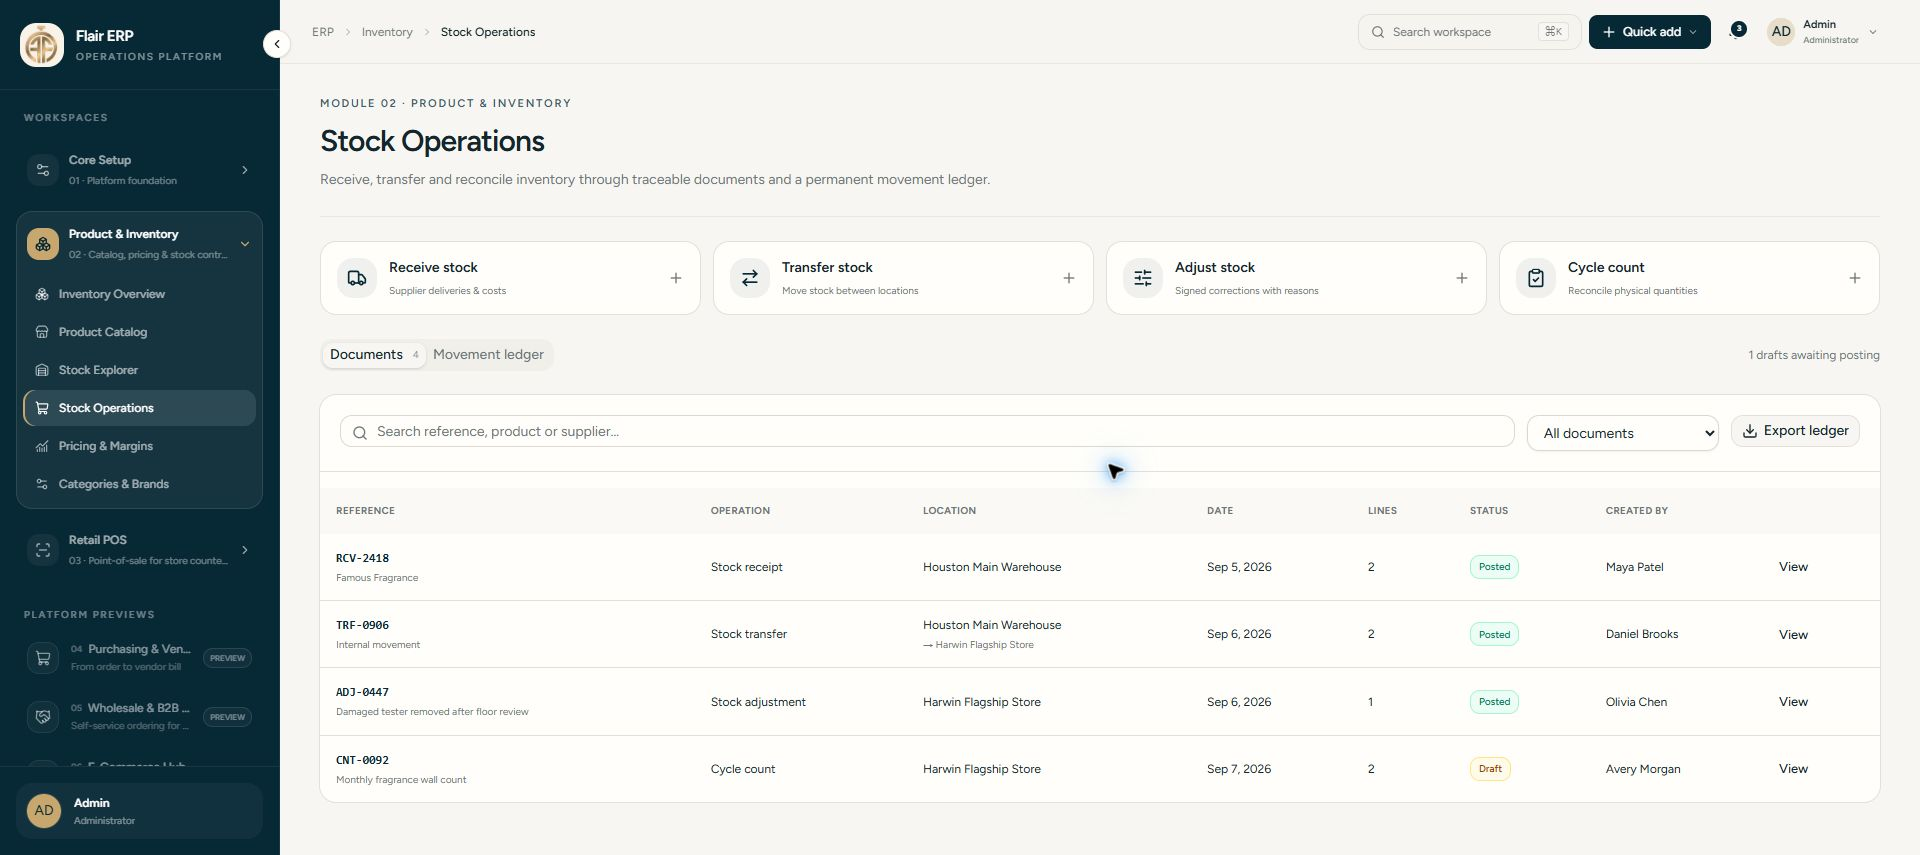 Flair ERP
OPERATIONS PLATFORM
ERP
Inventory
Stock Operations
Search workspace
⌘K
Quick add
3
AD
Admin
Administrator
WORKSPACES
Core Setup
01 · Platform foundation
Product & Inventory
02 · Catalog, pricing & stock contr...
Inventory Overview
Product Catalog
Stock Explorer
Stock Operations
Pricing & Margins
Categories & Brands
Retail POS
03 · Point-of-sale for store counte...
PLATFORM PREVIEWS
04 Purchasing & Ven...
From order to vendor bill
PREVIEW
05 Wholesale & B2B ...
Self-service ordering for ...
PREVIEW
AD
Admin
Administrator
MODULE 02 · PRODUCT & INVENTORY
Stock Operations
Receive, transfer and reconcile inventory through traceable documents and a permanent movement ledger.
Receive stock
Supplier deliveries & costs
Transfer stock
Move stock between locations
Adjust stock
Signed corrections with reasons
Cycle count
Reconcile physical quantities
Documents 4
Movement ledger
1 drafts awaiting posting
Search reference, product or supplier...
All documents
Export ledger
REFERENCE OPERATION LOCATION DATE LINES STATUS CREATED BY
RCV-2418
Famous Fragrance
Stock receipt
Houston Main Warehouse
Sep 5, 2026
2
Posted
Maya Patel
View
TRF-0906
Internal movement
Stock transfer
Houston Main Warehouse
→ Harwin Flagship Store
Sep 6, 2026
2
Posted
Daniel Brooks
View
ADJ-0447
Damaged tester removed after floor review
Stock adjustment
Harwin Flagship Store
Sep 6, 2026
1
Posted
Olivia Chen
View
CNT-0092
Monthly fragrance wall count
Cycle count
Harwin Flagship Store
Sep 7, 2026
2
Draft
Avery Morgan
View